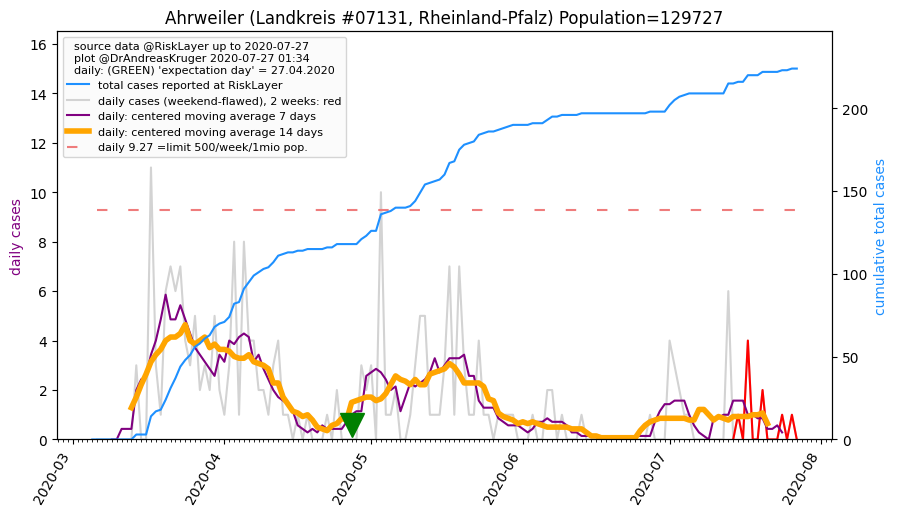 Ahrweiler (Landkreis #07131, Rheinland-Pfalz) Population=129727
source data @RiskLayer up to 2020-07-27
plot @DrAndreasKruger 2020-07-27 01:34
daily: (GREEN) 'expectation day' = 27.04.2020
total cases reported at RiskLayer
daily cases (weekend-flawed), 2 weeks: red
daily: centered moving average 7 days
daily: centered moving average 14 days
daily 9.27 =limit 500/week/1mio pop.
daily cases
16
14
12
10
8
6
4
2
0
cumulative total cases
200
150
100
50
0
2020-03
2020-04
2020-05
2020-06
2020-07
2020-08